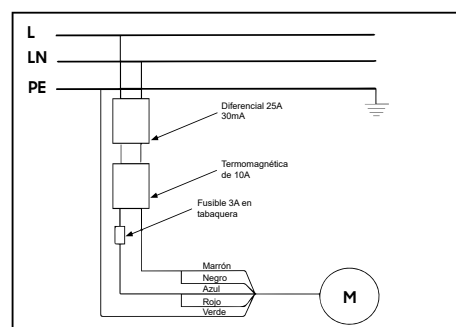 L
LN
PE
Diferencial 25A
30mA
Termomagnética
de 10A
Fusible 3A en
tabaquera
Marrón
Negro
Azul
Rojo
Verde
M